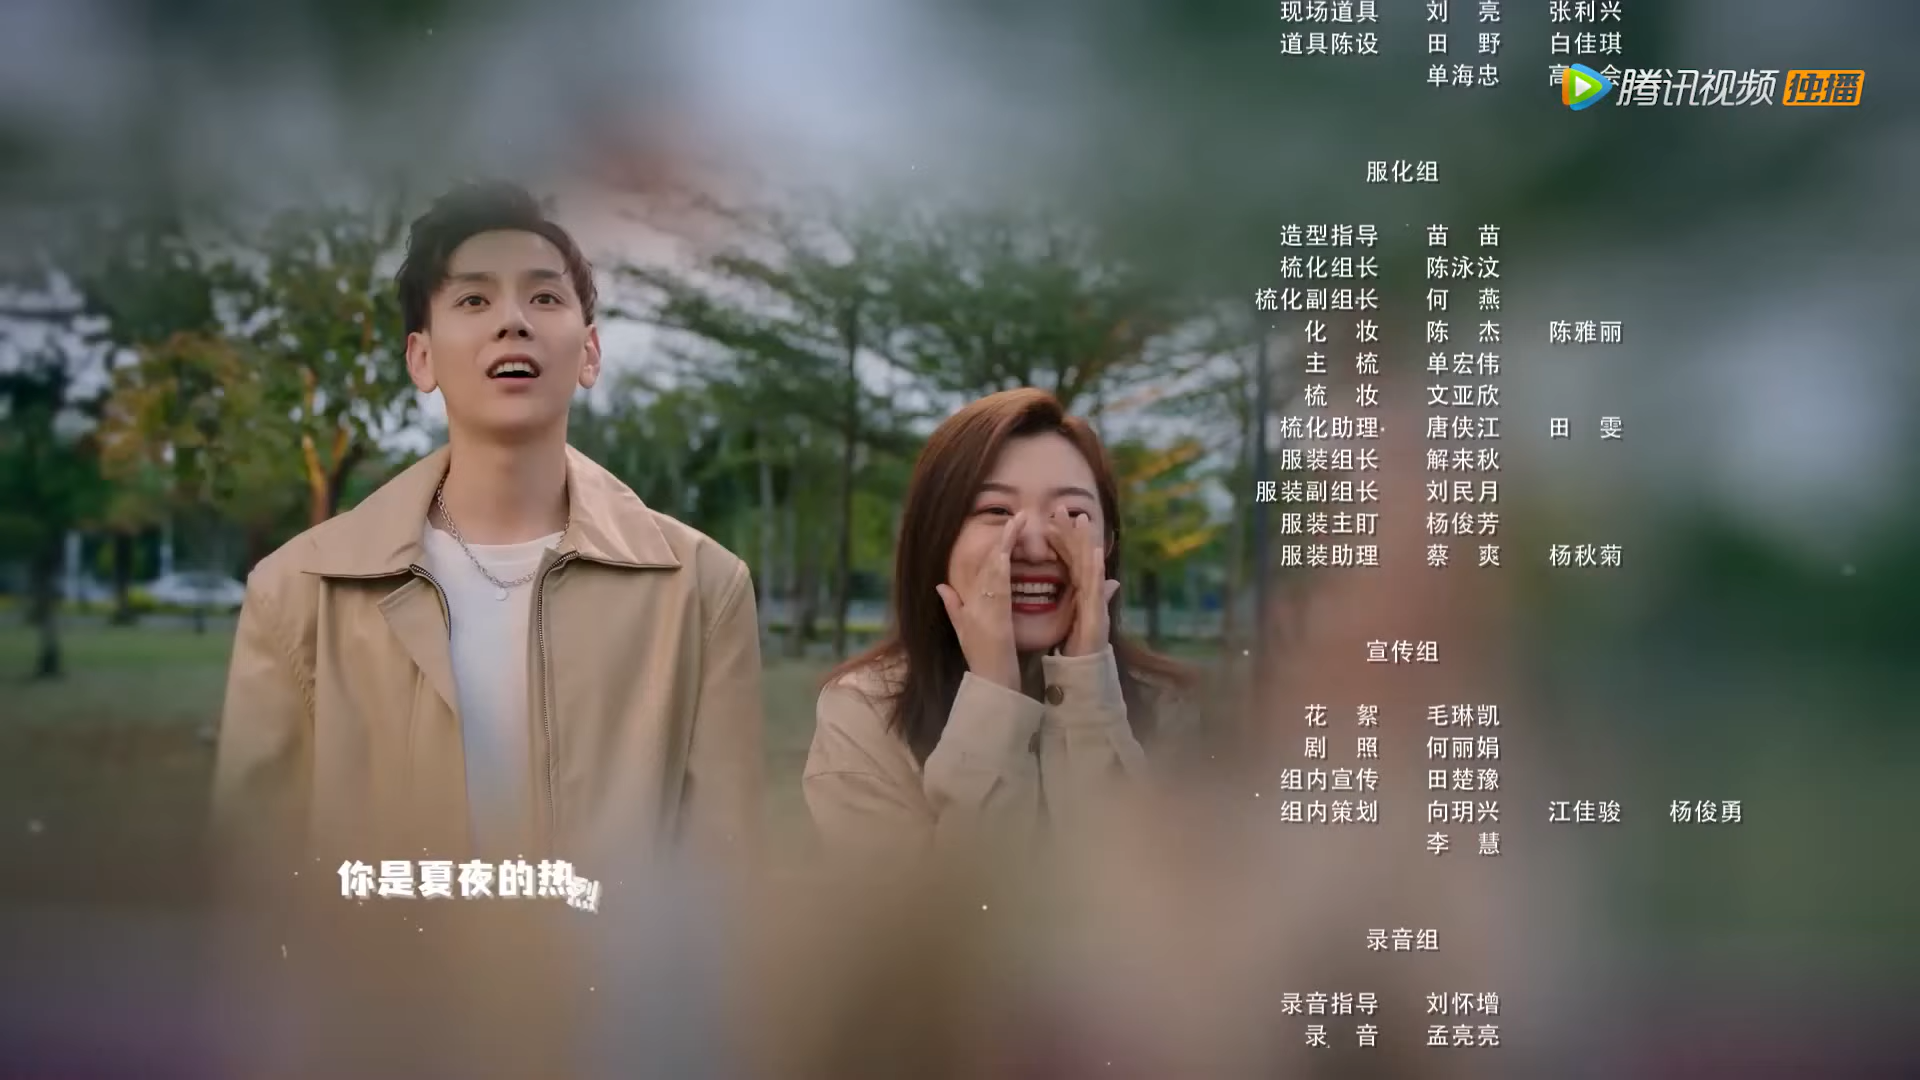 现场道具 刘 亮 张利兴
道具陈设 田 野 白佳琪
单海忠 高 会
腾讯视频 独播
服化组
造型指导 苗 苗
梳化组长 陈泳汶
梳化副组长 何 燕
化 妆 陈 杰 陈雅丽
主 梳 单宏伟
梳 妆 文亚欣
梳化助理 唐侠江 田 雯
服装组长 解来秋
服装副组长 刘民月
服装主盯 杨俊芳
服装助理 蔡 爽 杨秋菊
宣传组
花 絮 毛琳凯
剧 照 何丽娟
组内宣传 田楚豫
组内策划 向玥兴 江佳骏 杨俊勇
李 慧
你是夏夜的热烈
录音组
录音指导 刘怀增
录 音 孟亮亮